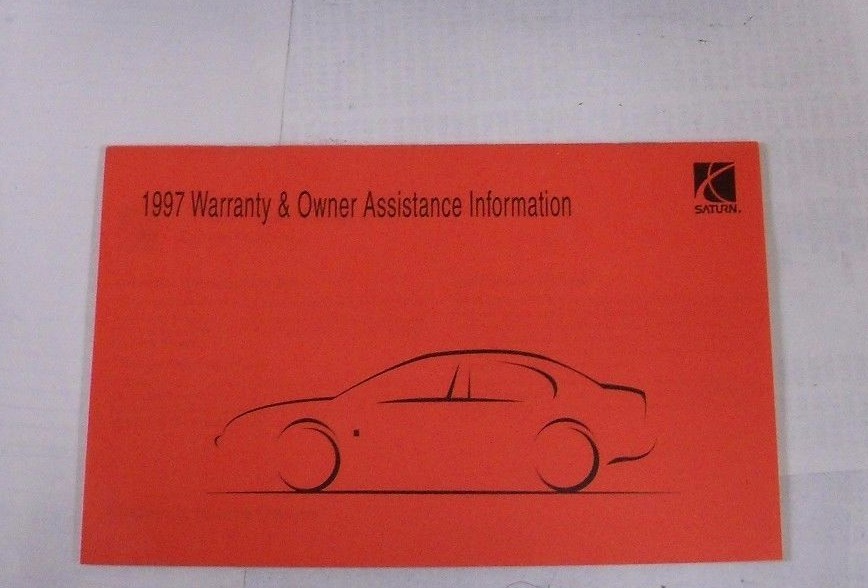 1997 Warranty & Owner Assistance Information
SATURN.